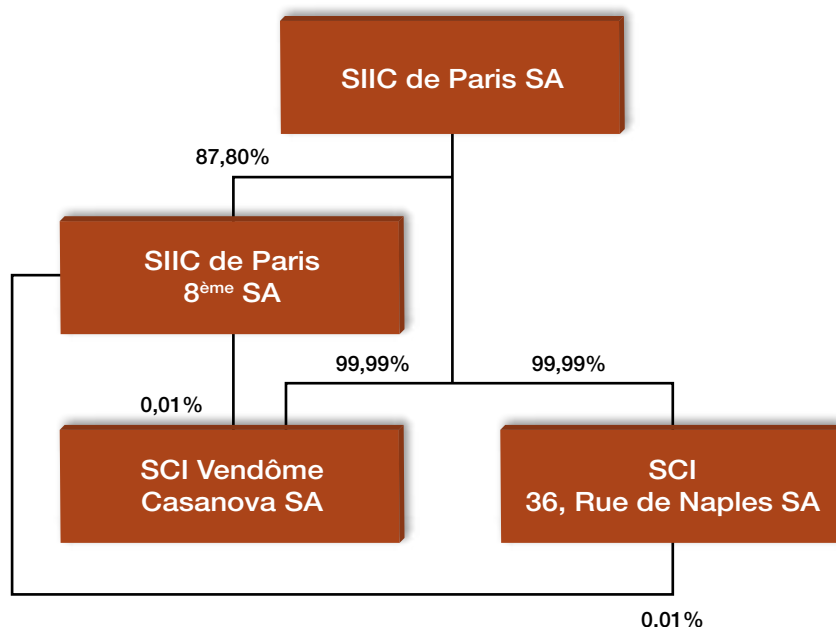 SIIC de Paris SA
87,80%
SIIC de Paris
8ème SA
99,99%
99,99%
0,01%
SCI Vendôme
Casanova SA
SCI
36, Rue de Naples SA
0,01%